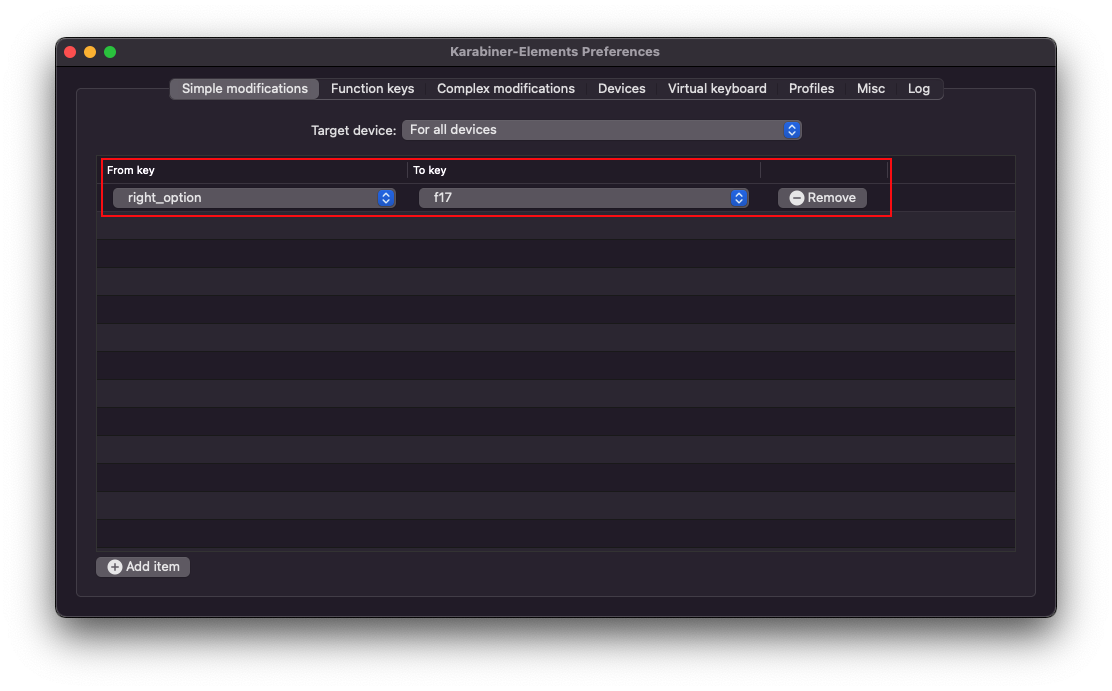 Karabiner-Elements Preferences
Simple modifications Function keys Complex modifications Devices Virtual keyboard Profiles Misc Log
Target device: For all devices
From key To key
right_option f17 Remove
Add item